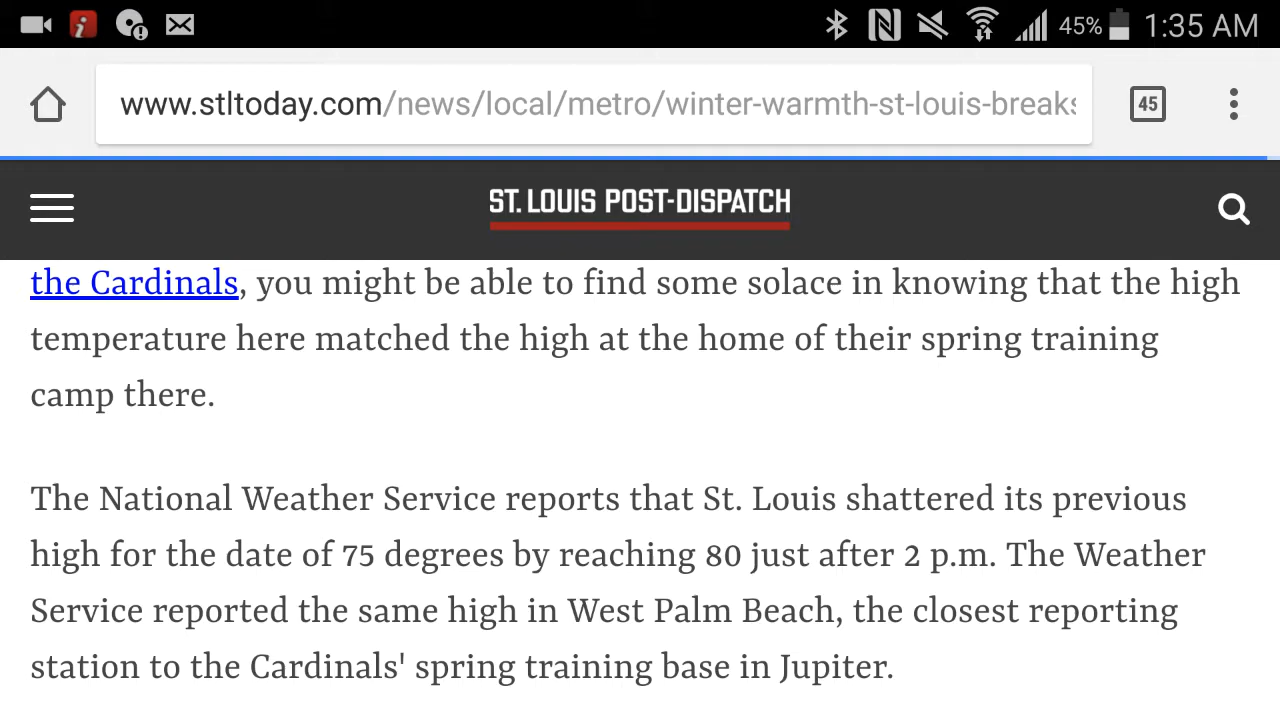 45% 1:35 AM
www.stltoday.com/news/local/metro/winter-warmth-st-louis-breaks
45
ST. LOUIS POST-DISPATCH
the Cardinals, you might be able to find some solace in knowing that the high
temperature here matched the high at the home of their spring training
camp there.
The National Weather Service reports that St. Louis shattered its previous
high for the date of 75 degrees by reaching 80 just after 2 p.m. The Weather
Service reported the same high in West Palm Beach, the closest reporting
station to the Cardinals' spring training base in Jupiter.